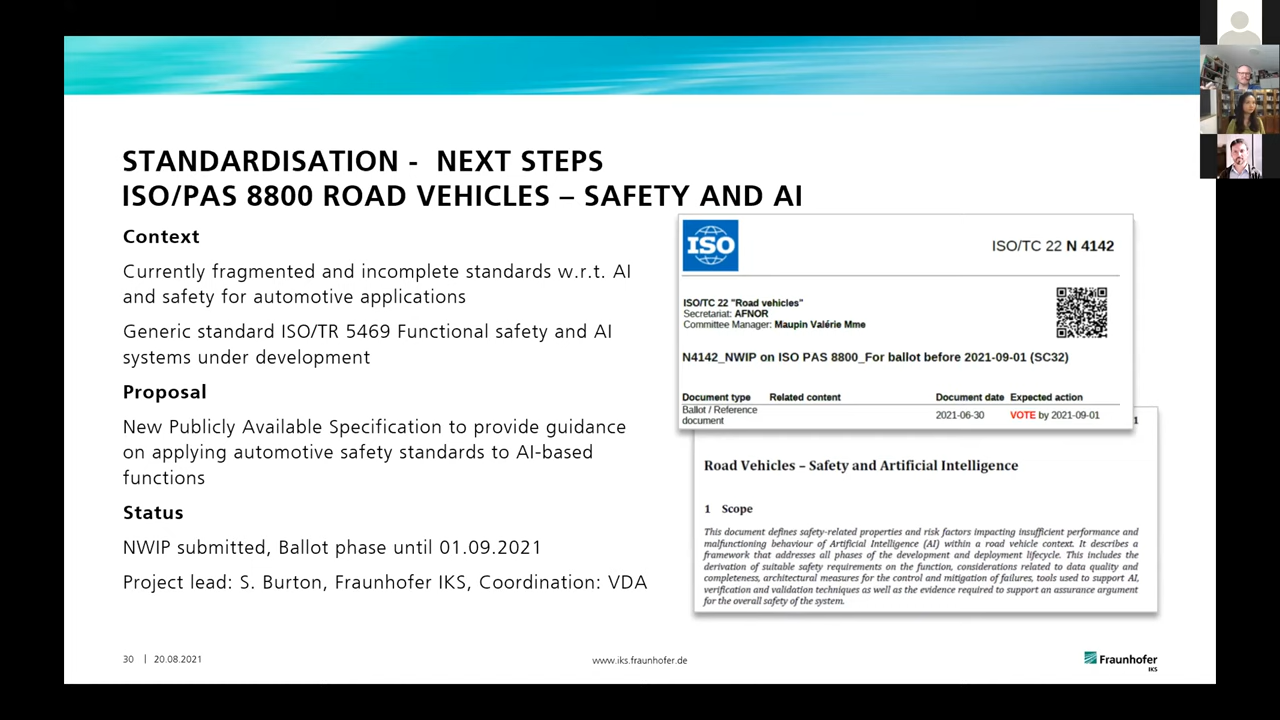 STANDARDISATION - NEXT STEPS
ISO/PAS 8800 ROAD VEHICLES – SAFETY AND AI
Context
Currently fragmented and incomplete standards w.r.t. AI
and safety for automotive applications
Generic standard ISO/TR 5469 Functional safety and AI
systems under development
Proposal
New Publicly Available Specification to provide guidance
on applying automotive safety standards to AI-based
functions
Status
NWIP submitted, Ballot phase until 01.09.2021
Project lead: S. Burton, Fraunhofer IKS, Coordination: VDA
ISO
ISO/TC 22 N 4142
ISO/TC 22 "Road vehicles"
Secretariat: AFNOR
Committee Manager: Maupin Valérie Mme
N4142_NWIP on ISO PAS 8800_For ballot before 2021-09-01 (SC32)
Document type Related content Document date Expected action
Ballot / Reference
document 2021-06-30 VOTE by 2021-09-01
1
Road Vehicles – Safety and Artificial Intelligence
1 Scope
This document defines safety-related properties and risk factors impacting insufficient performance and
malfunctioning behaviour of Artificial Intelligence (AI) within a road vehicle context. It describes a
framework that addresses all phases of the development and deployment lifecycle. This includes the
derivation of suitable safety requirements on the function, considerations related to data quality and
completeness, architectural measures for the control and mitigation of failures, tools used to support AI,
verification and validation techniques as well as the evidence required to support an assurance argument
for the overall safety of the system.
30 | 20.08.2021
www.iks.fraunhofer.de
Fraunhofer
IKS